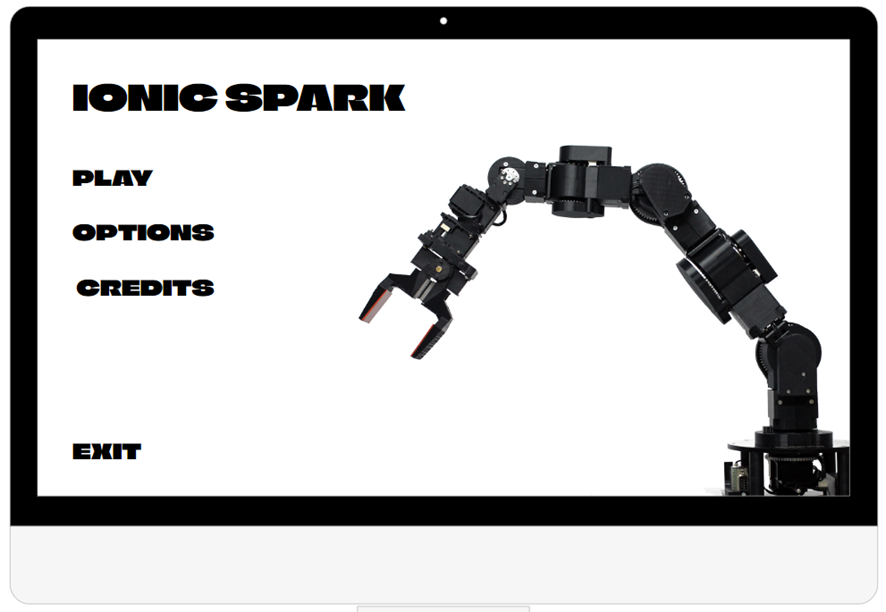 IONIC SPARK
PLAY
OPTIONS
CREDITS
EXIT